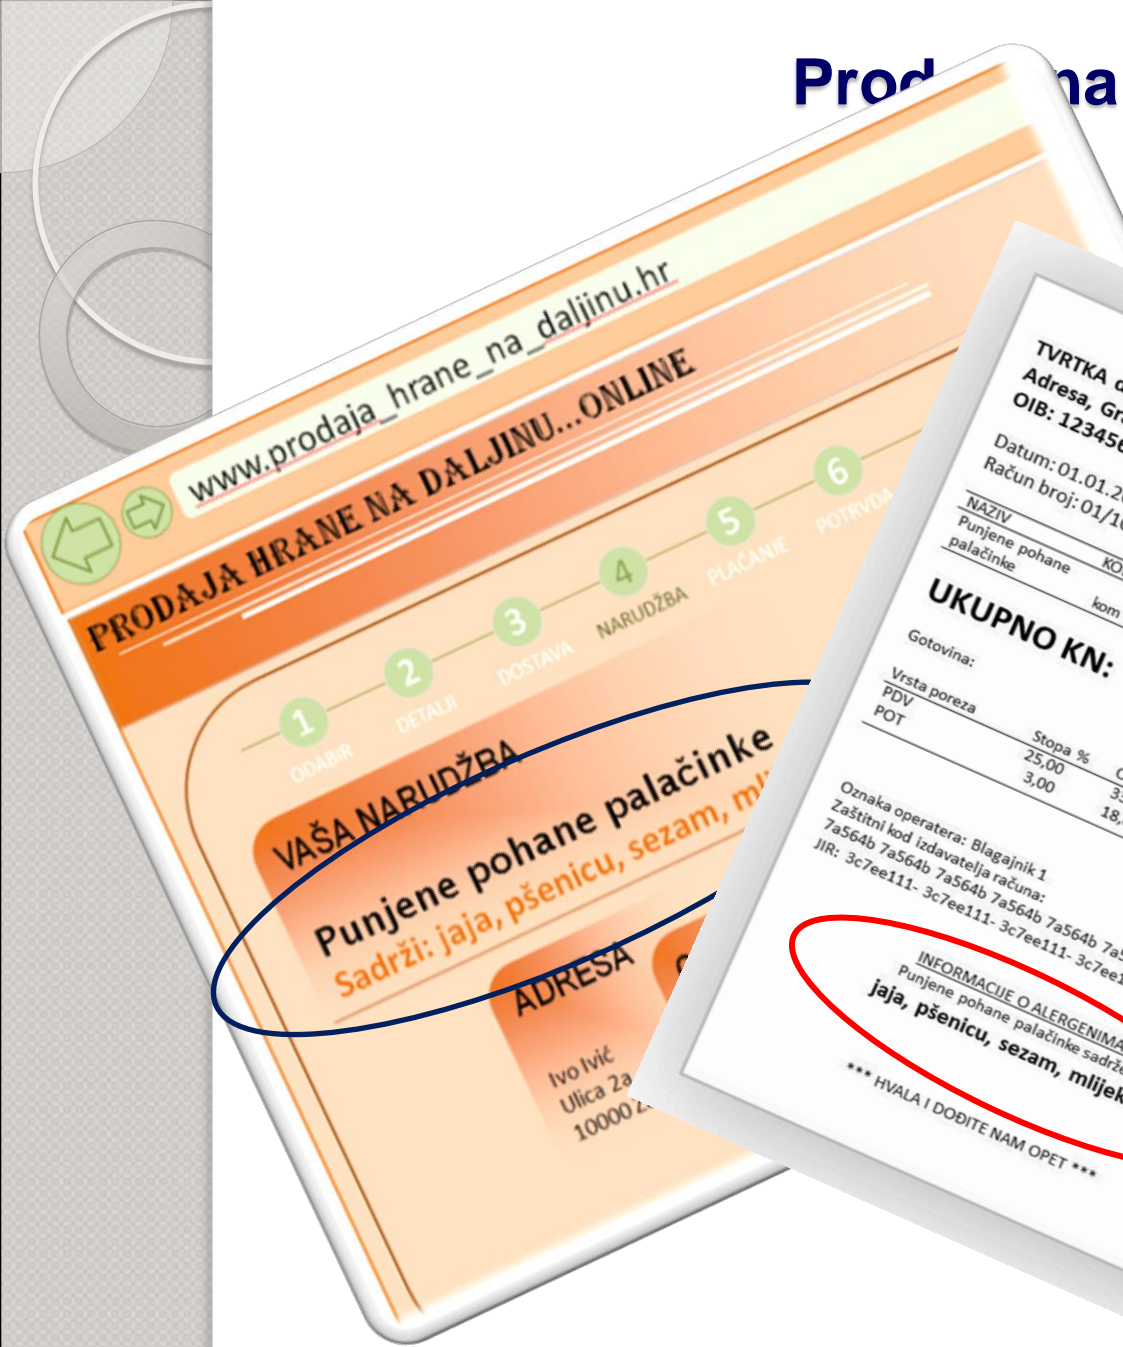 www.prodaja_hrane_na_daljinu.hr
PRODAJA HRANE NA DALJINU...ONLINE
1
ODABIR
2
DETALJI
3
DOSTAVA
4
NARUDŽBA
5
PLAĆANJE
6
POTRVDA
VAŠA NARUDŽBA
Punjene pohane palačinke
Sadrži: jaja, pšenicu, sezam,
ADRESA
Ivo Ivić
Ulica 2a
10000
TVRTKA
Adresa,
OIB:
Datum: 01.01.
Račun broj: 01/
NAZIV
Punjene pohane
palačinke
kom
UKUPNO KN:
Gotovina:
Vrsta poreza
Stopa %
PDV
25,00
POT
3,00
Oznaka operatera: Blagajnik 1
Zaštitni kod izdavatelja računa:
7a564b 7a564b 7a564b 7a564b
JIR: 3c7ee111- 3c7ee111- 3c7ee111-
INFORMACIJE O ALERGENIMA
Punjene pohane palačinke sadrže
jaja, pšenicu, sezam,
*** HVALA I DOĐITE NAM OPET ***